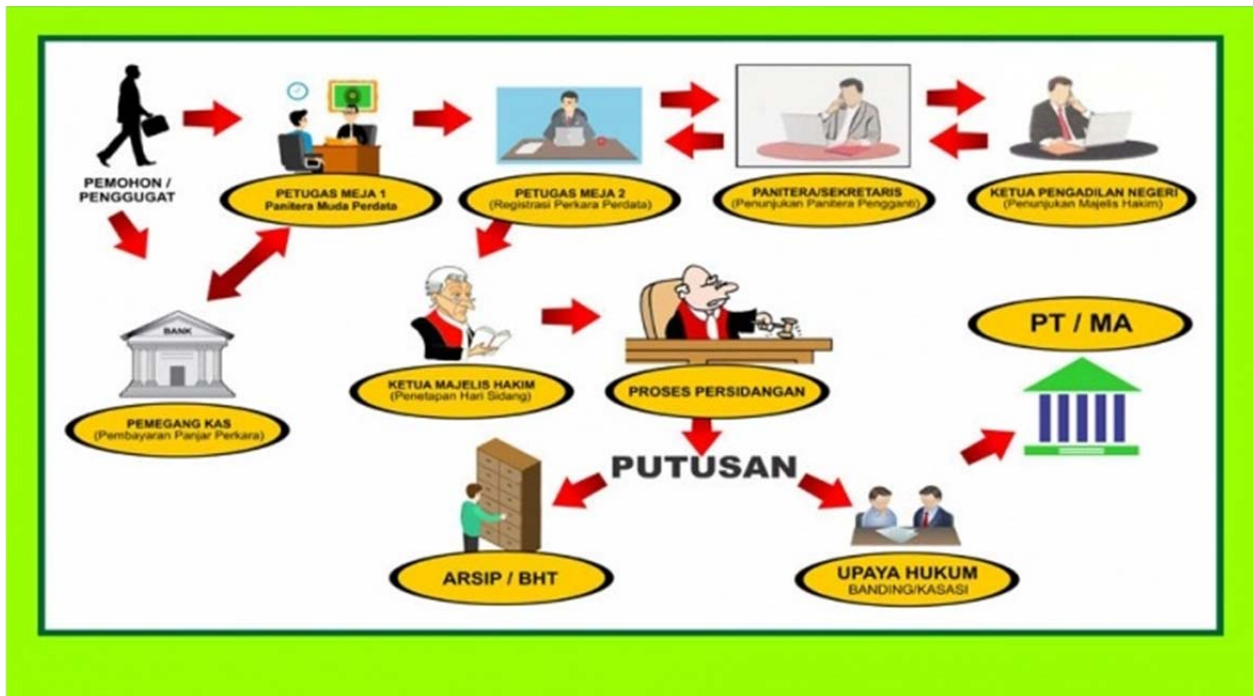 PEMOHON /
PENGGUGAT
PETUGAS MEJA 1
Panitera Muda Perdata
PETUGAS MEJA 2
(Registrasi Perkara Perdata)
PANITERA/SEKRETARIS
(Penunjukan Panitera Pengganti)
KETUA PENGADILAN NEGERI
(Penunjukan Majelis Hakim)
BANK
PEMEGANG KAS
(Pembayaran Panjar Perkara)
KETUA MAJELIS HAKIM
(Penetapan Hari Sidang)
PROSES PERSIDANGAN
PT / MA
PUTUSAN
ARSIP / BHT
UPAYA HUKUM
BANDING/KASASI